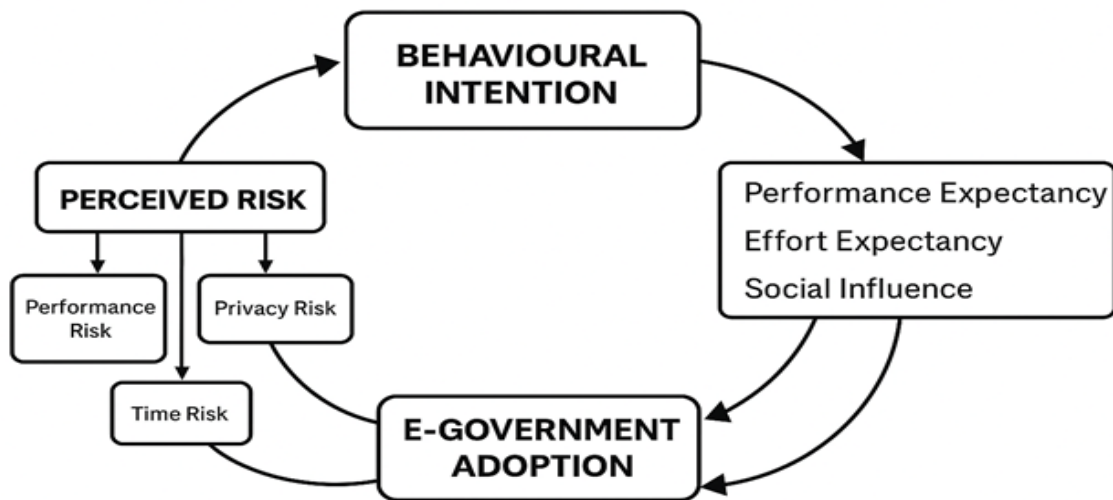 BEHAVIOURAL
INTENTION
PERCEIVED RISK
Performance Expectancy
Effort Expectancy
Social Influence
Performance
Risk
Privacy Risk
Time Risk
E-GOVERNMENT
ADOPTION